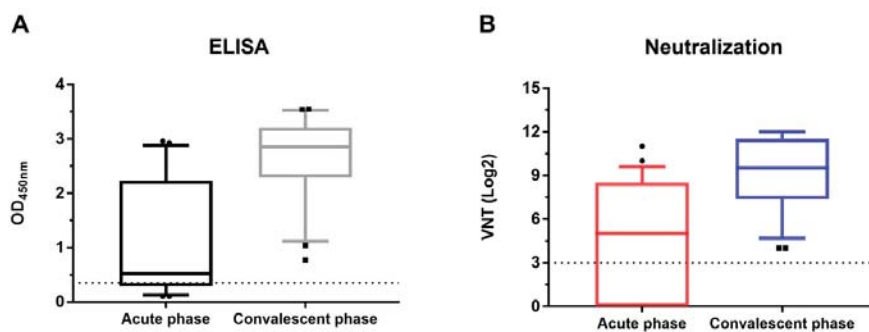 A
ELISA
OD450nm
4
3
2
1
0
Acute phase
Convalescent phase
B
Neutralization
VNT (Log2)
15
12
9
6
3
0
Acute phase
Convalescent phase